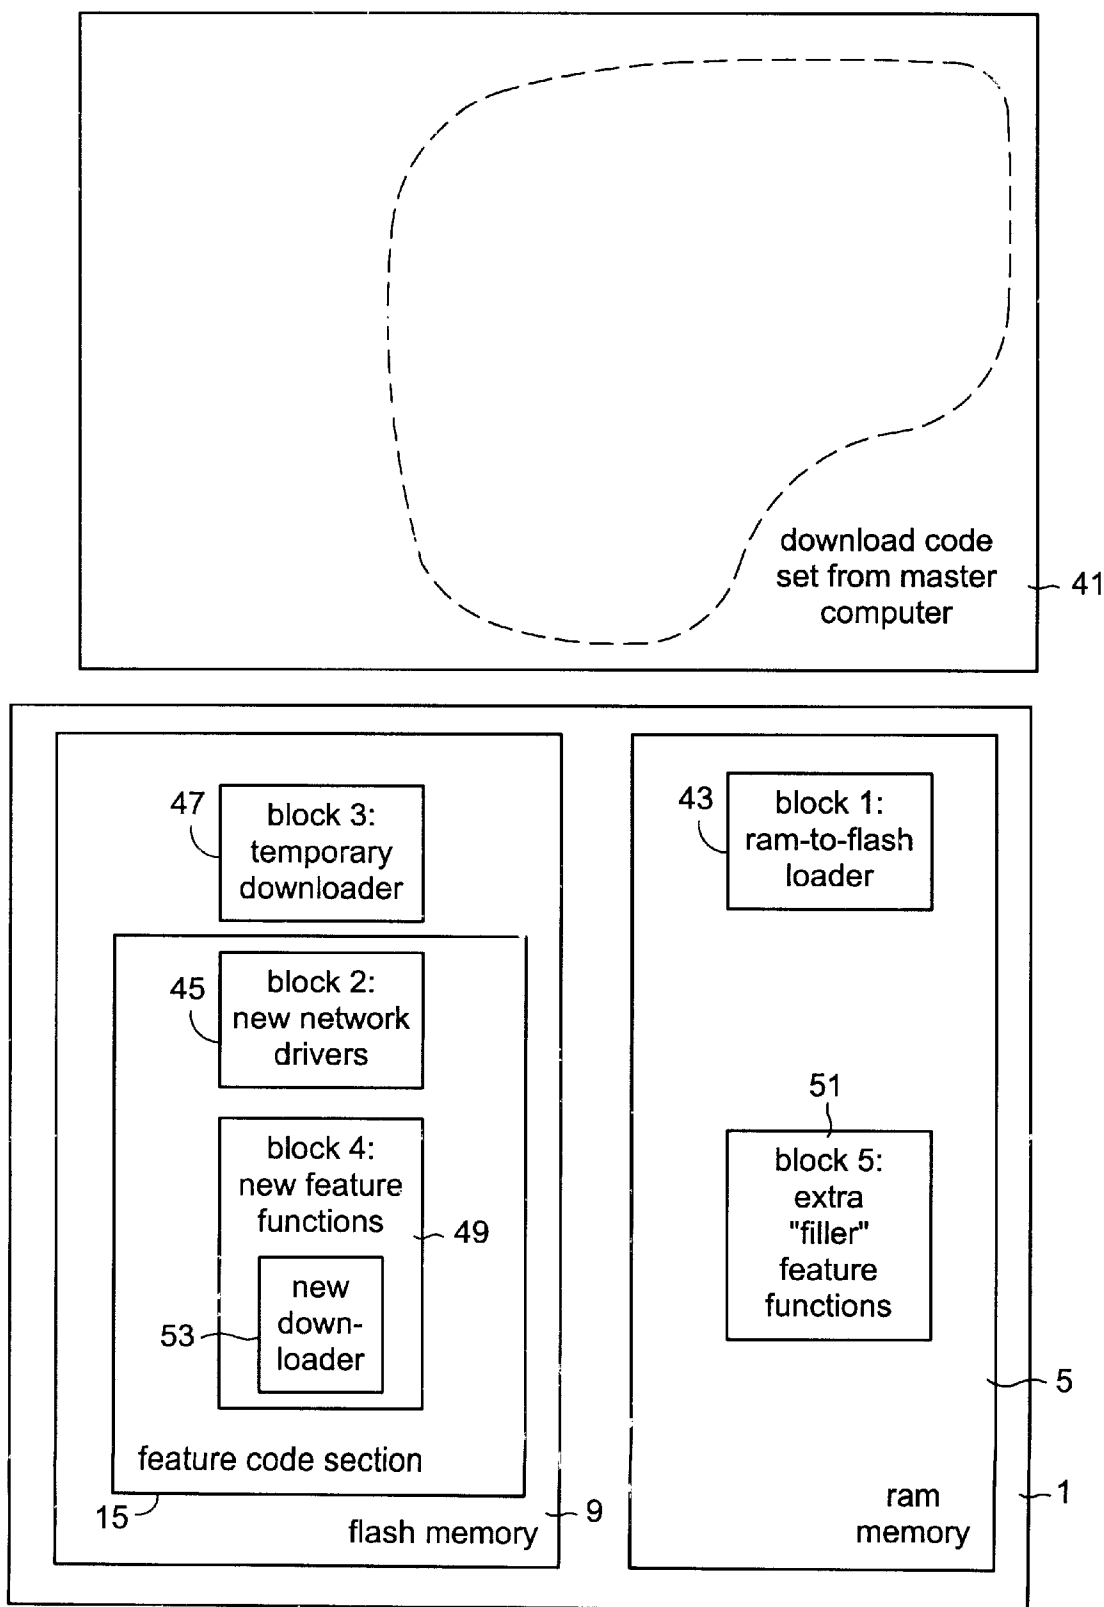 download code
set from master
computer
41
47
block 3:
temporary
downloader
43
block 1:
ram-to-flash
loader
45
block 2:
new network
drivers
51
block 4:
new feature
functions
49
block 5:
extra
"filler"
feature
functions
53
new
down-
loader
5
feature code section
15
flash memory
9
ram
memory
1